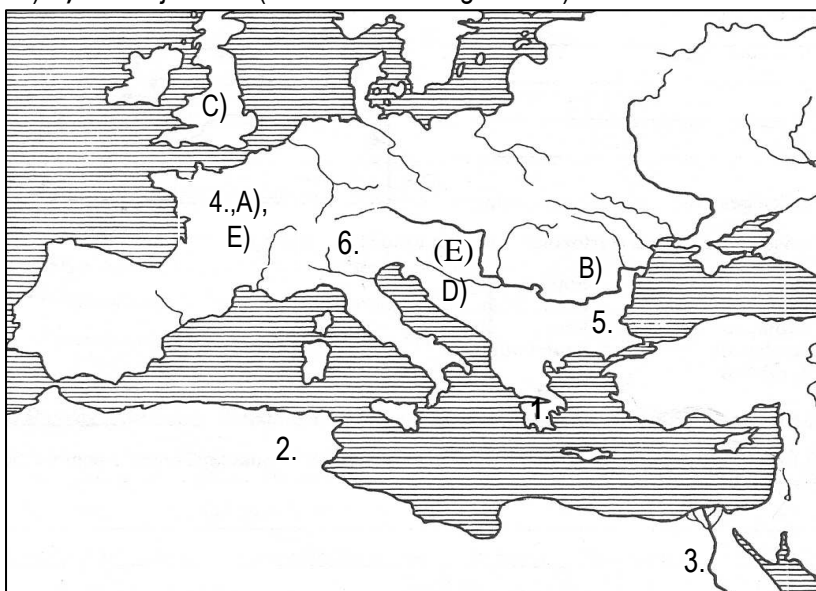 C)
4.,A),
E)
6.
(E)
D)
B)
5.
1.
2.
3.